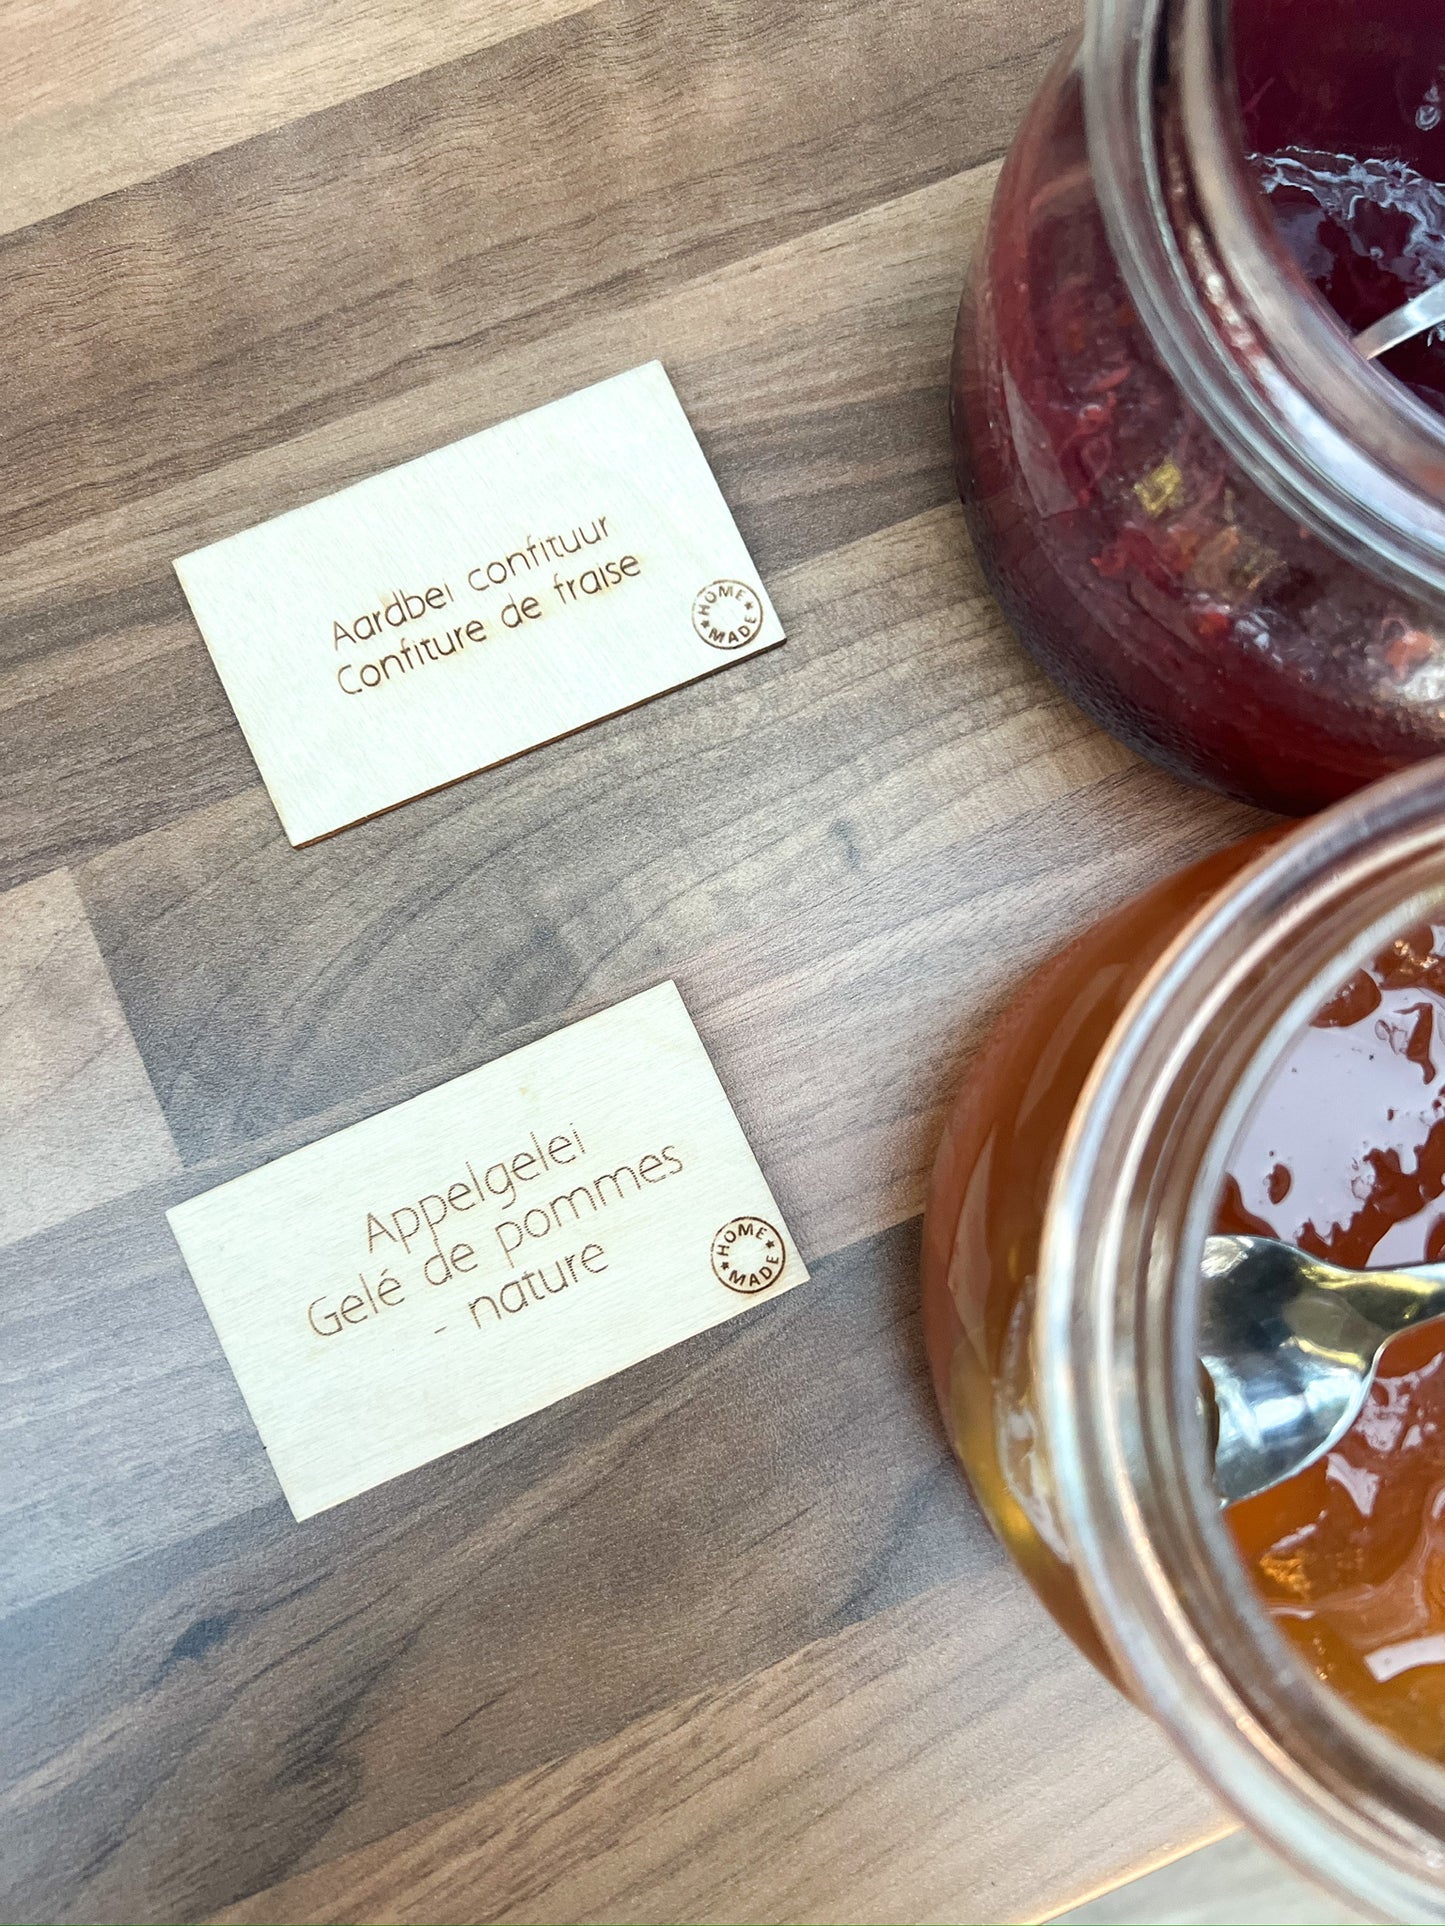 Aardbei confituur
Confiture de fraise
HOME
MADE
Appelgelei
Gelé de pommes
- nature
HOME
MADE